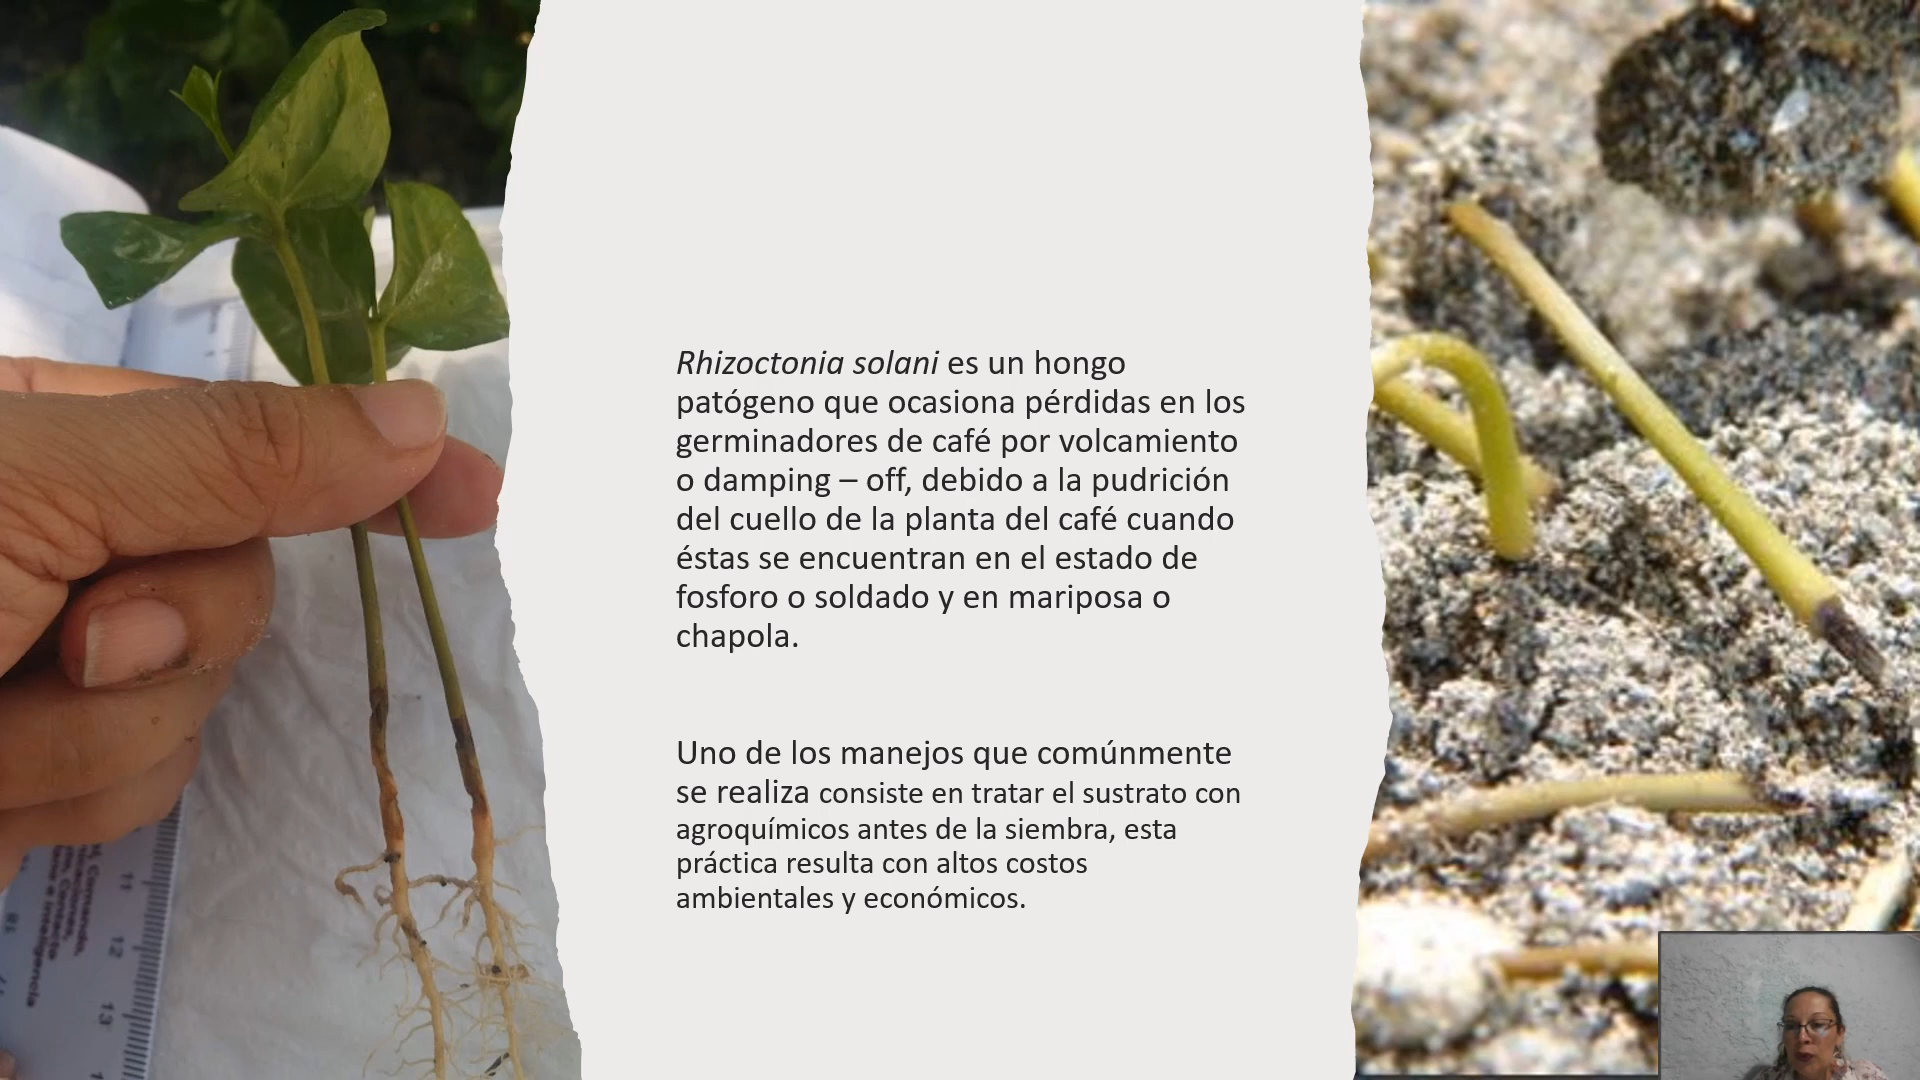 Rhizoctonia solani es un hongo
patógeno que ocasiona pérdidas en los
germinadores de café por volcamiento
o damping – off, debido a la pudrición
del cuello de la planta del café cuando
éstas se encuentran en el estado de
fosforo o soldado y en mariposa o
chapola.
Uno de los manejos que comúnmente
se realiza consiste en tratar el sustrato con
agroquímicos antes de la siembra, esta
práctica resulta con altos costos
ambientales y económicos.
11
12
13